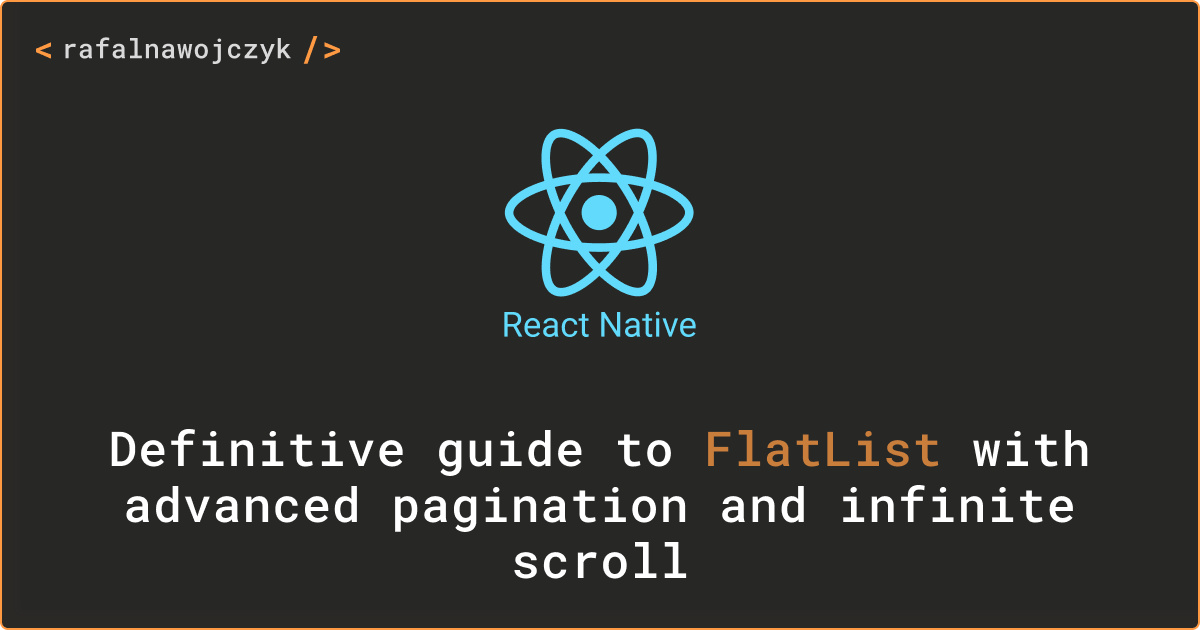 < rafalnawojczyk />
React Native
Definitive guide to FlatList with
advanced pagination and infinite
scroll